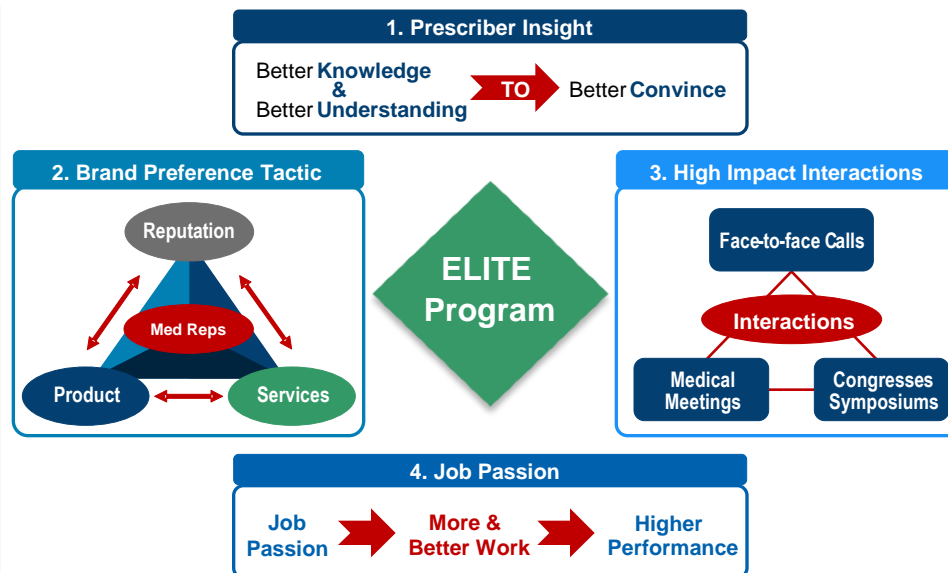 1. Prescriber Insight
Better Knowledge
&
Better Understanding
TO
Better Convince
2. Brand Preference Tactic
Reputation
Med Reps
Product
Services
ELITE
Program
3. High Impact Interactions
Face-to-face Calls
Interactions
Medical
Meetings
Congresses
Symposiums
4. Job Passion
Job
Passion
More &
Better Work
Higher
Performance